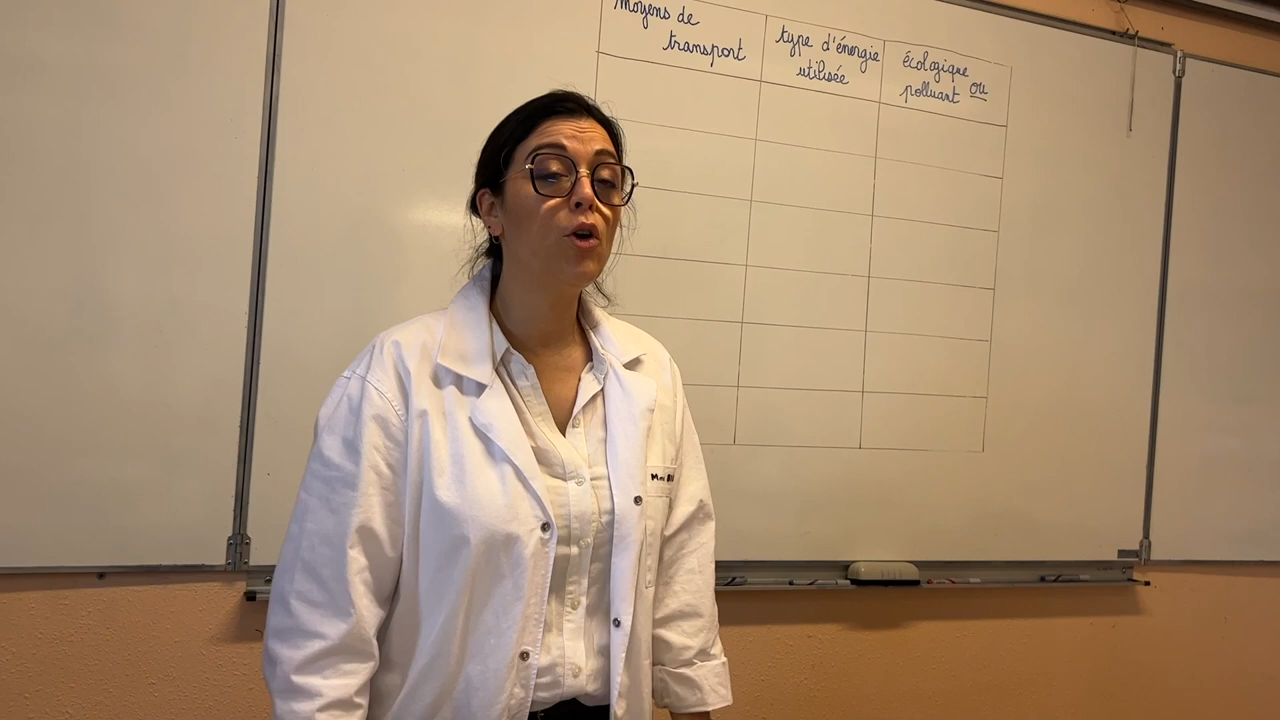 moyens de
transport
type d'énergie
utilisée
écologique
ou
polluant